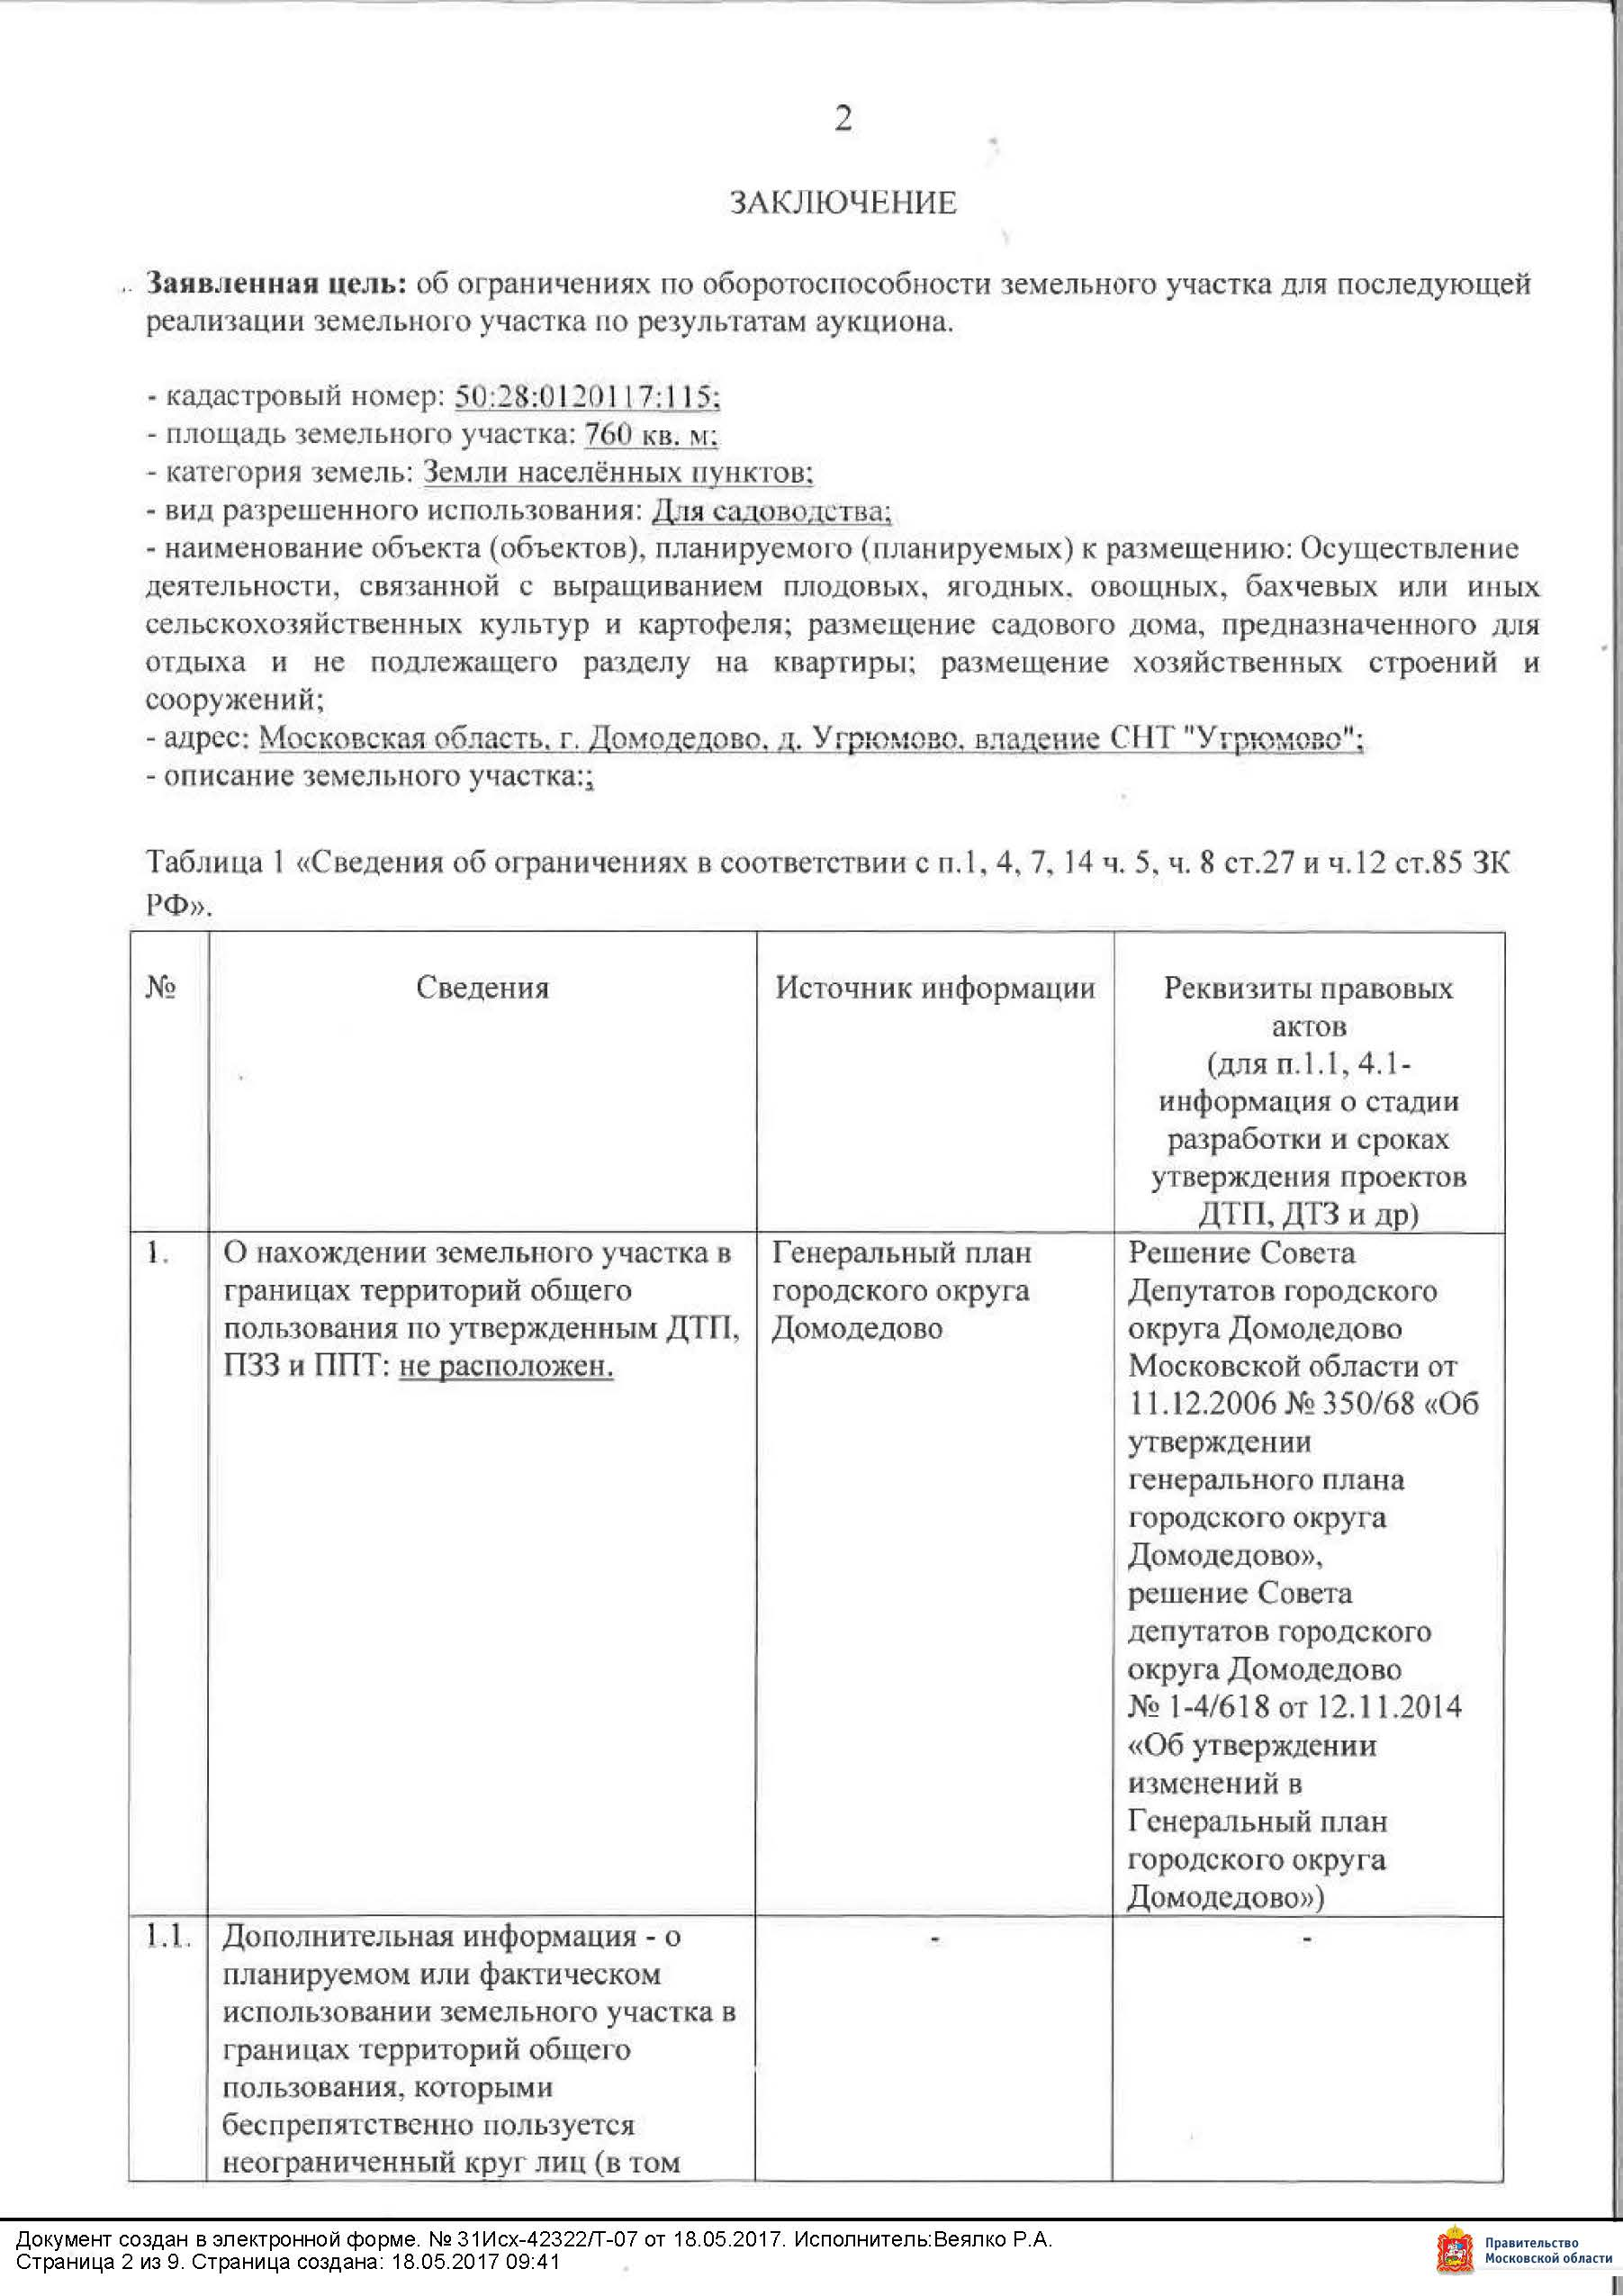 2
ЗАКЛЮЧЕНИЕ
Заявленная цель: об ограничениях по оборотоспособности земельного участка для последующей
реализации земельного участка по результатам аукциона.
- кадастровый номер: 50:28:0120117:115;
- площадь земельного участка: 760 кв. м;
- категория земель: Земли населённых пунктов;
- вид разрешенного использования: Для садоводства;
- наименование объекта (объектов), планируемого (планируемых) к размещению: Осуществление
деятельности, связанной с выращиванием плодовых, ягодных, овощных, бахчевых или иных
сельскохозяйственных культур и картофеля; размещение садового дома, предназначенного для
отдыха и не подлежащего разделу на квартиры; размещение хозяйственных строений и
сооружений;
- адрес: Московская область, г. Домодедово, д. Угрюмово, владение СНТ "Угрюмово";
- описание земельного участка:;
Таблица 1 «Сведения об ограничениях в соответствии с п.1, 4, 7, 14 ч. 5, ч. 8 ст.27 и ч.12 ст.85 ЗК
РФ».
№
Сведения
Источник информации
Реквизиты правовых
актов
(для п.1.1, 4.1-
информация о стадии
разработки и сроках
утверждения проектов
ДТП, ДТЗ и др)
1.
О нахождении земельного участка в
границах территорий общего
пользования по утвержденным ДТП,
ПЗЗ и ППТ: не расположен.
Генеральный план
городского округа
Домодедово
Решение Совета
Депутатов городского
округа Домодедово
Московской области от
11.12.2006 № 350/68 «Об
утверждении
генерального плана
городского округа
Домодедово»,
решение Совета
депутатов городского
округа Домодедово
№ 1-4/618 от 12.11.2014
«Об утверждении
изменений в
Генеральный план
городского округа
Домодедово»)
1.1.
Дополнительная информация - о
планируемом или фактическом
использовании земельного участка в
границах территорий общего
пользования, которыми
беспрепятственно пользуется
неограниченный круг лиц (в том
-
-
Документ создан в электронной форме. № 31Исх-42322/Т-07 от 18.05.2017. Исполнитель:Веялко Р.А.
Страница 2 из 9. Страница создана: 18.05.2017 09:41
Правительство
Московской области